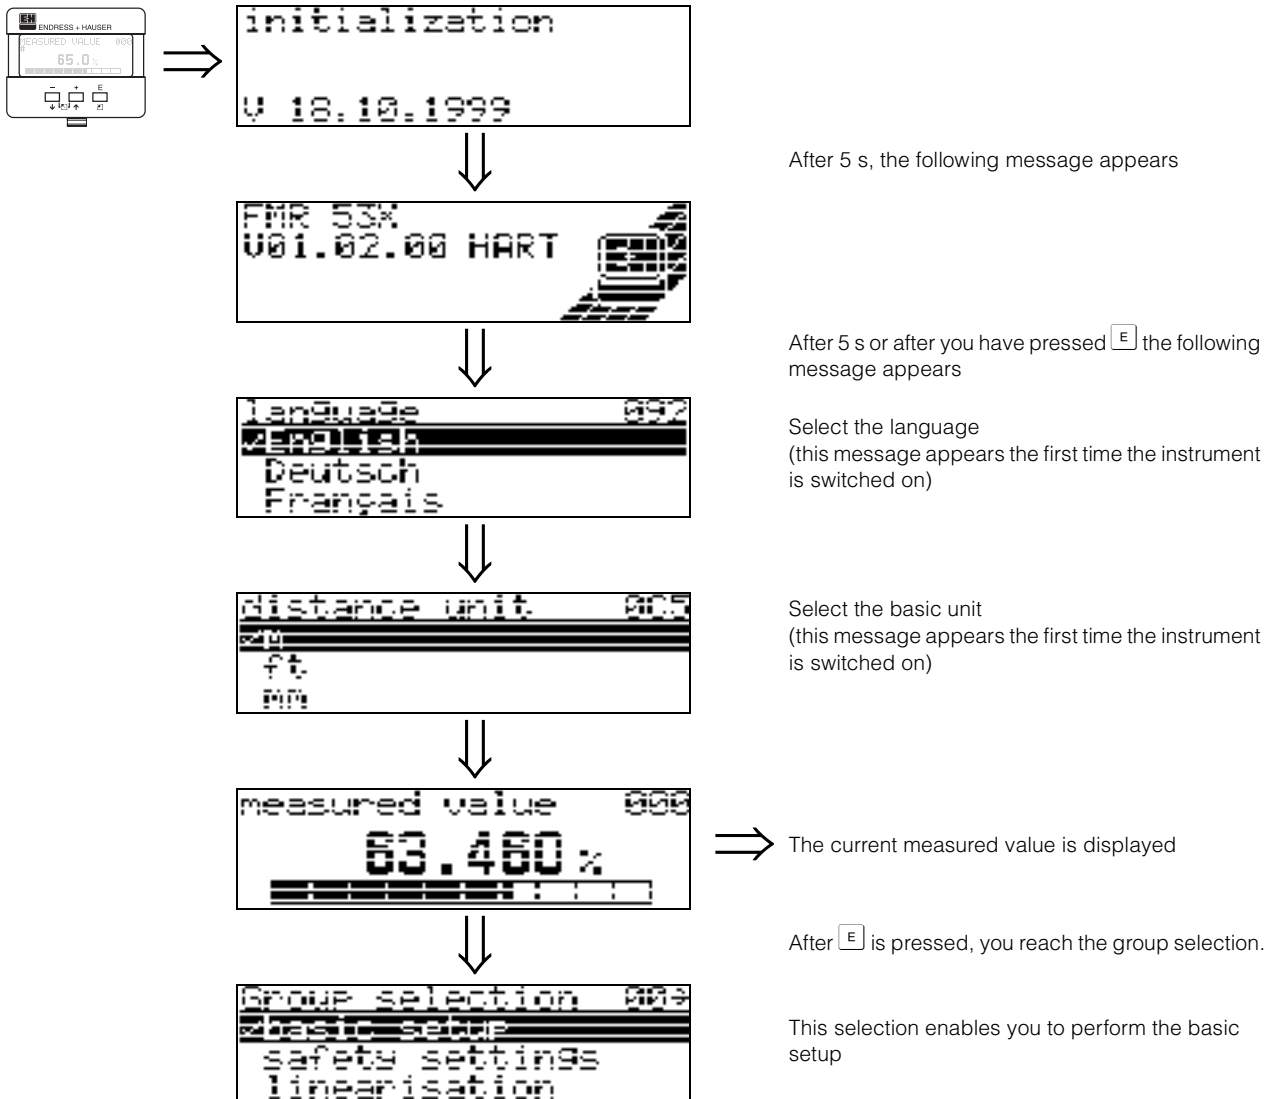 ENDRESS + HAUSER
MEASURED VALUE 000
#
65.0 %
- + E
initialization
V 18.10.1999
After 5 s, the following message appears
FMR 53X
V01.02.00 HART
After 5 s or after you have pressed E the following
message appears
language 092
✓English
Deutsch
Français
Select the language
(this message appears the first time the instrument
is switched on)
distance unit 0C5
✓m
ft
mm
Select the basic unit
(this message appears the first time the instrument
is switched on)
measured value 000
63.460 %
The current measured value is displayed
After E is pressed, you reach the group selection.
Group selection 00→
✓basic setup
safety settings
linearisation
This selection enables you to perform the basic
setup